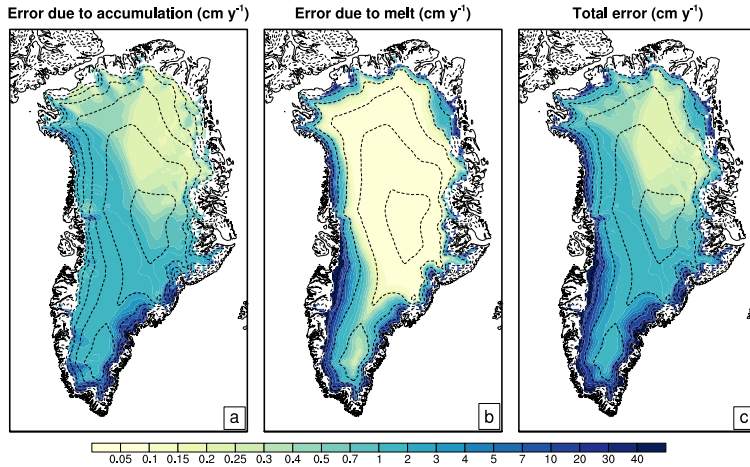 Error due to accumulation (cm y⁻¹)
Error due to melt (cm y⁻¹)
Total error (cm y⁻¹)
a
b
c
0.05 0.1 0.15 0.2 0.25 0.3 0.4 0.5 0.7 1 2 3 4 5 7 10 20 30 40